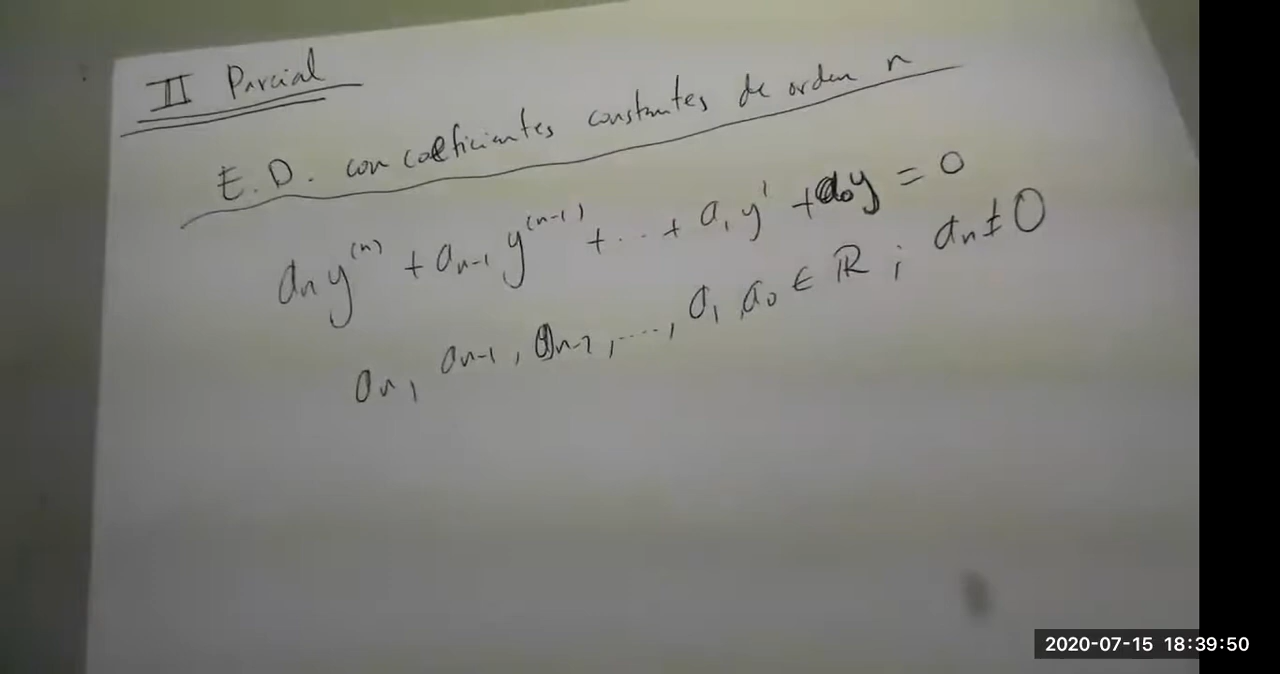 II Parcial
E.D. con coeficientes constantes de orden n
aₙy⁽ⁿ⁾ + aₙ₋₁y⁽ⁿ⁻¹⁾ + ... + a₁y' + a₀y = 0
aₙ, aₙ₋₁, aₙ₋₂, ....., a₁, a₀ ∈ ℝ ; aₙ ≠ 0
2020-07-15 18:39:50